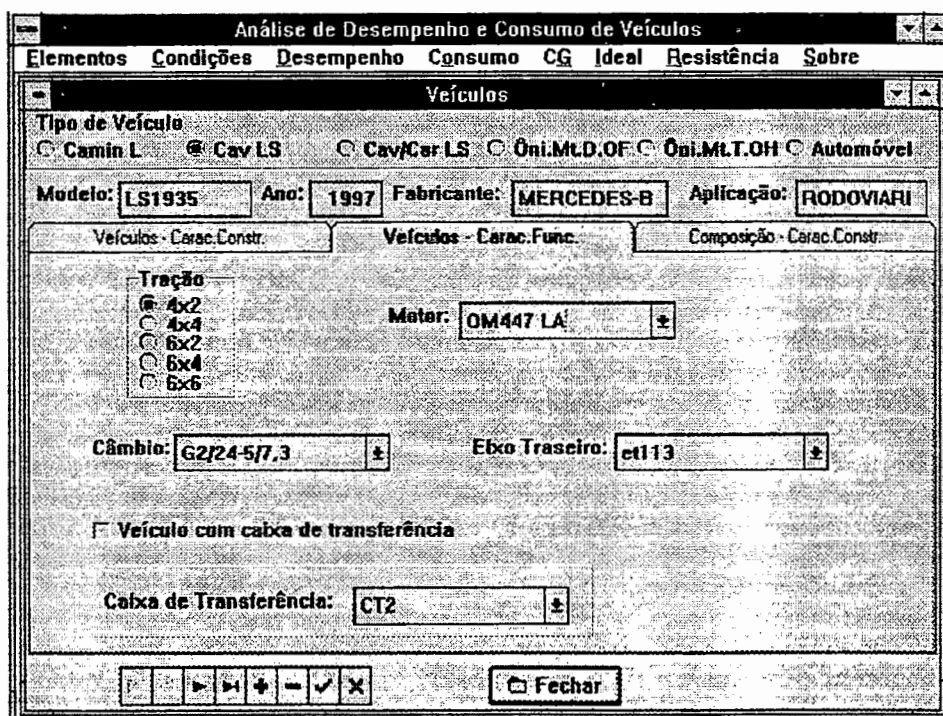 Análise de Desempenho e Consumo de Veículos
Elementos Condições Desempenho Consumo CG Ideal Resistência Sobre
Veículos
Tipo de Veículo
Camin L Cav LS Cav/Car LS Ôni.Mt.D.OF Ôni.Mt.T.OH Automóvel
Modelo: LS1935 Ano: 1997 Fabricante: MERCEDES-B Aplicação: RODOVIARI
Veículos - Carac.Constr. Veículos - Carac.Func. Composição - Carac.Constr.
Tração
4x2
4x4
6x2
6x4
6x6
Motor: OM447 LA
Câmbio: G2/24-5/7,3 Eixo Traseiro: et113
Veículo com caixa de transferência
Caixa de Transferência: CT2
Fechar